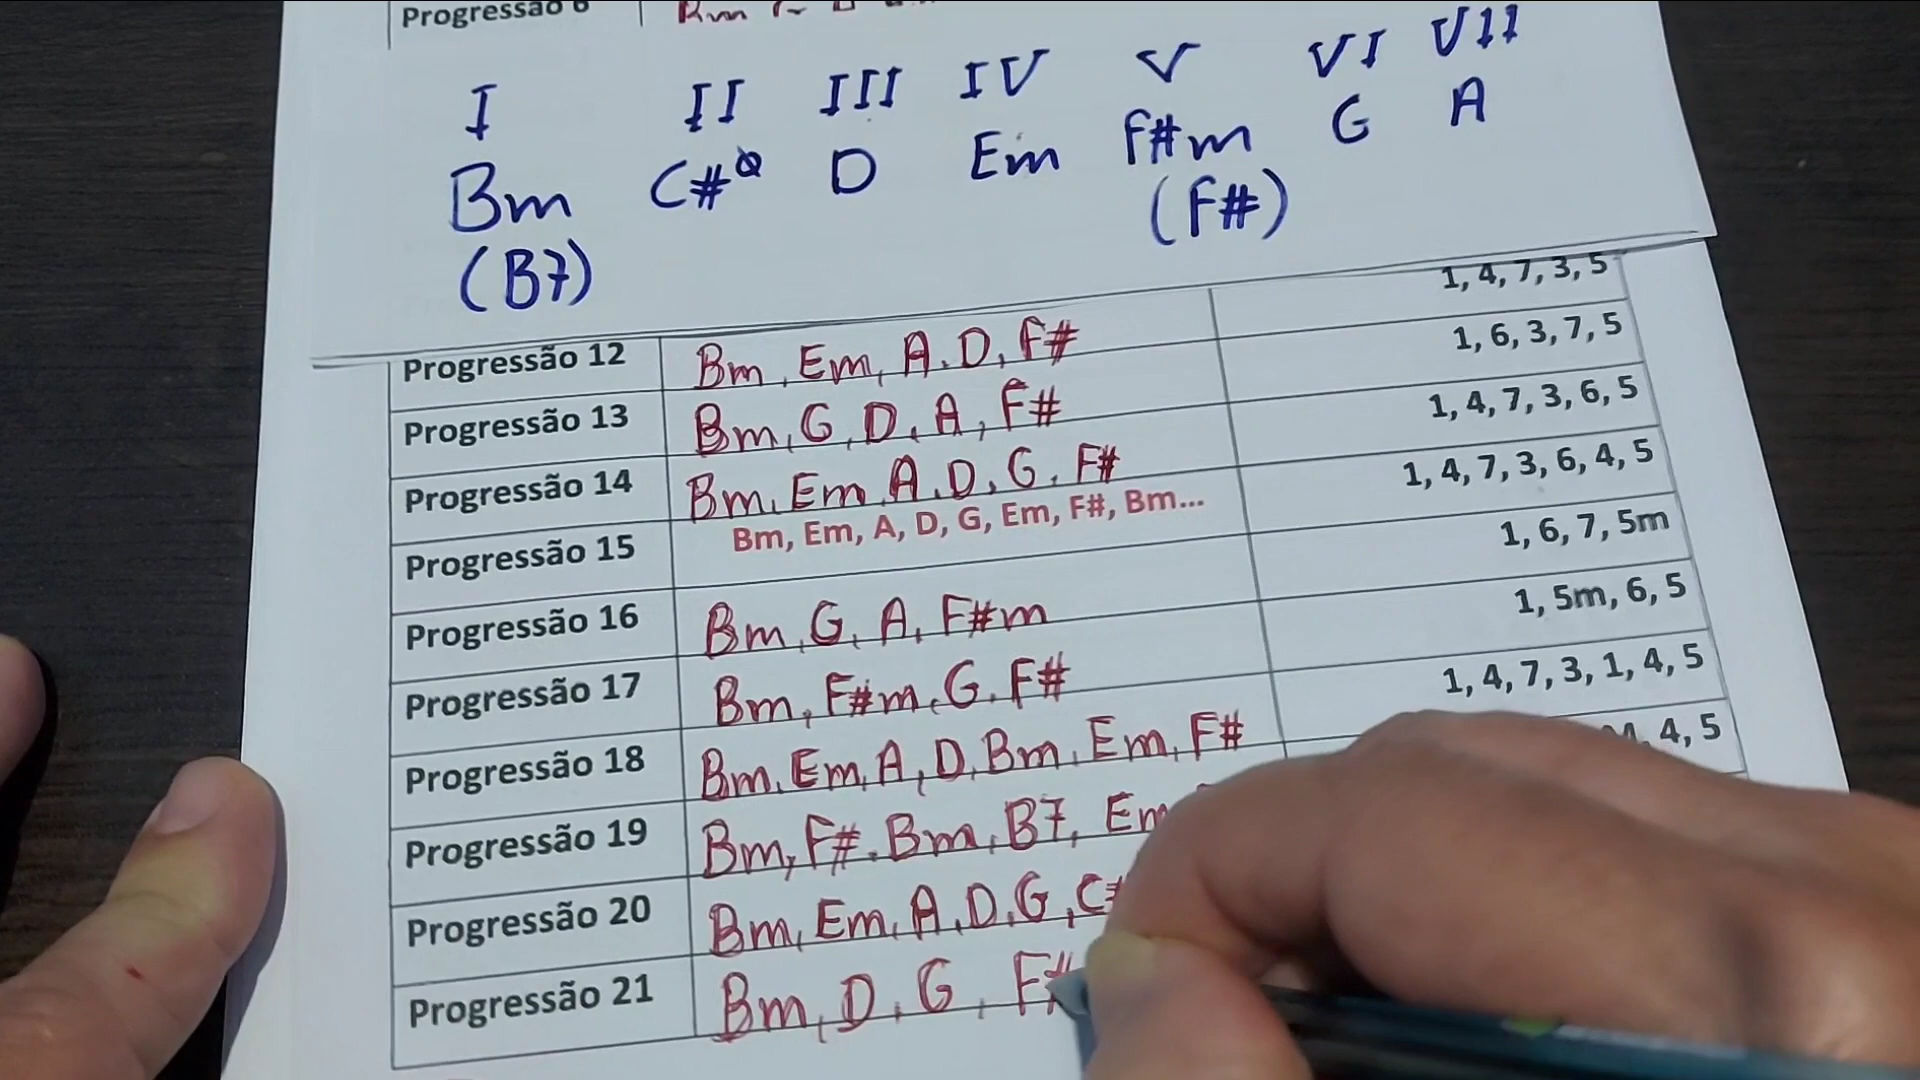 Progressão 6 Bm
I II III IV V VI VII
Bm C#ø D Em F#m G A
(B7) (F#)
1, 4, 7, 3, 5
Progressão 12 Bm, Em, A, D, F# 1, 6, 3, 7, 5
Progressão 13 Bm, G, D, A, F# 1, 4, 7, 3, 6, 5
Progressão 14 Bm, Em, A, D, G, F# 1, 4, 7, 3, 6, 4, 5
Progressão 15 Bm, Em, A, D, G, Em, F#, Bm... 1, 6, 7, 5m
Progressão 16 Bm, G, A, F#m 1, 5m, 6, 5
Progressão 17 Bm, F#m, G, F# 1, 4, 7, 3, 1, 4, 5
Progressão 18 Bm, Em, A, D, Bm, Em, F# 4, 5
Progressão 19 Bm, F#, Bm, B7, Em
Progressão 20 Bm, Em, A, D, G, C#
Progressão 21 Bm, D, G, F#